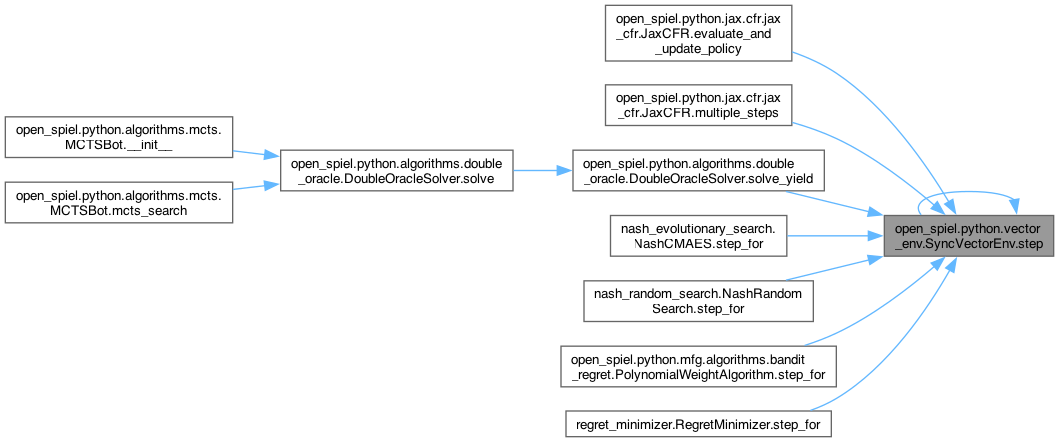 open_spiel.python.jax.cfr.jax
_cfr.JaxCFR.evaluate_and
_update_policy
open_spiel.python.jax.cfr.jax
_cfr.JaxCFR.multiple_steps
open_spiel.python.algorithms.mcts.
MCTSBot.__init__
open_spiel.python.algorithms.mcts.
MCTSBot.mcts_search
open_spiel.python.algorithms.double
_oracle.DoubleOracleSolver.solve
open_spiel.python.algorithms.double
_oracle.DoubleOracleSolver.solve_yield
open_spiel.python.vector
_env.SyncVectorEnv.step
nash_evolutionary_search.
NashCMAES.step_for
nash_random_search.NashRandom
Search.step_for
open_spiel.python.mfg.algorithms.bandit
_regret.PolynomialWeightAlgorithm.step_for
regret_minimizer.RegretMinimizer.step_for